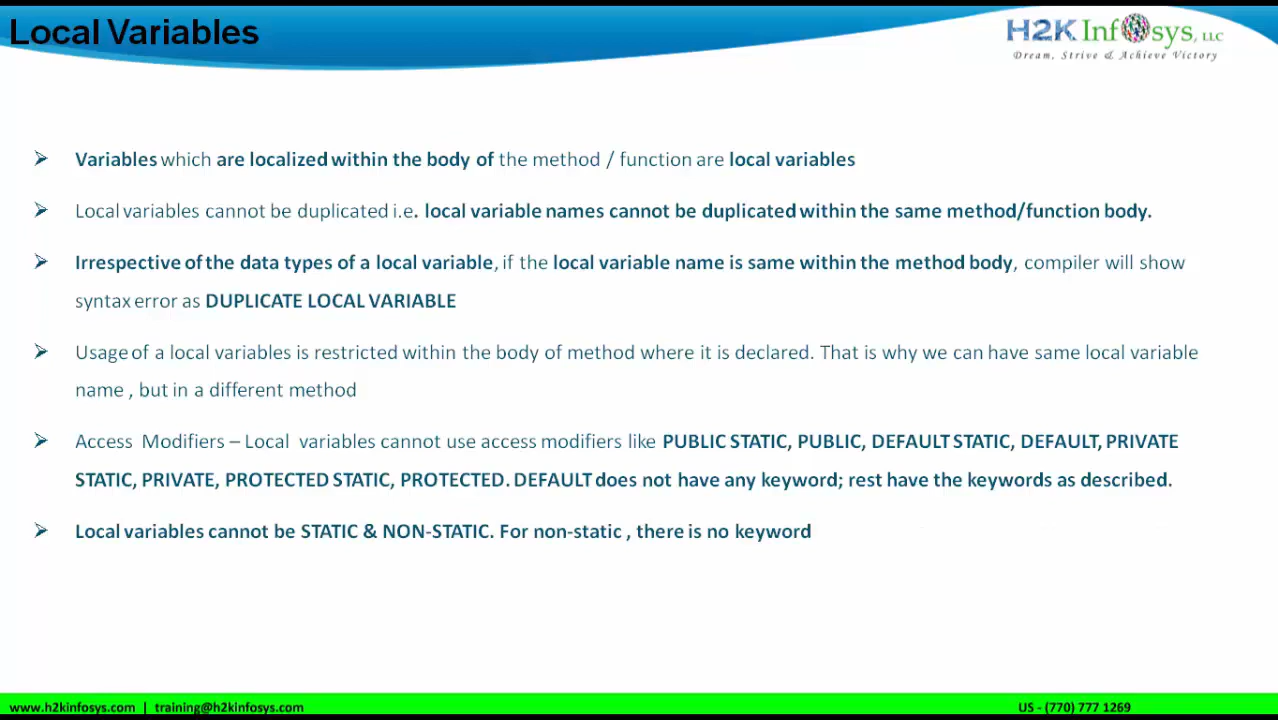 Local Variables
H2K Infosys, LLC
Dream, Strive & Achieve Victory
Variables which are localized within the body of the method / function are local variables
Local variables cannot be duplicated i.e. local variable names cannot be duplicated within the same method/function body.
Irrespective of the data types of a local variable, if the local variable name is same within the method body, compiler will show
syntax error as DUPLICATE LOCAL VARIABLE
Usage of a local variables is restricted within the body of method where it is declared. That is why we can have same local variable
name , but in a different method
Access Modifiers – Local variables cannot use access modifiers like PUBLIC STATIC, PUBLIC, DEFAULT STATIC, DEFAULT, PRIVATE
STATIC, PRIVATE, PROTECTED STATIC, PROTECTED. DEFAULT does not have any keyword; rest have the keywords as described.
Local variables cannot be STATIC & NON-STATIC. For non-static , there is no keyword
www.h2kinfosys.com | training@h2kinfosys.com
US - (770) 777 1269